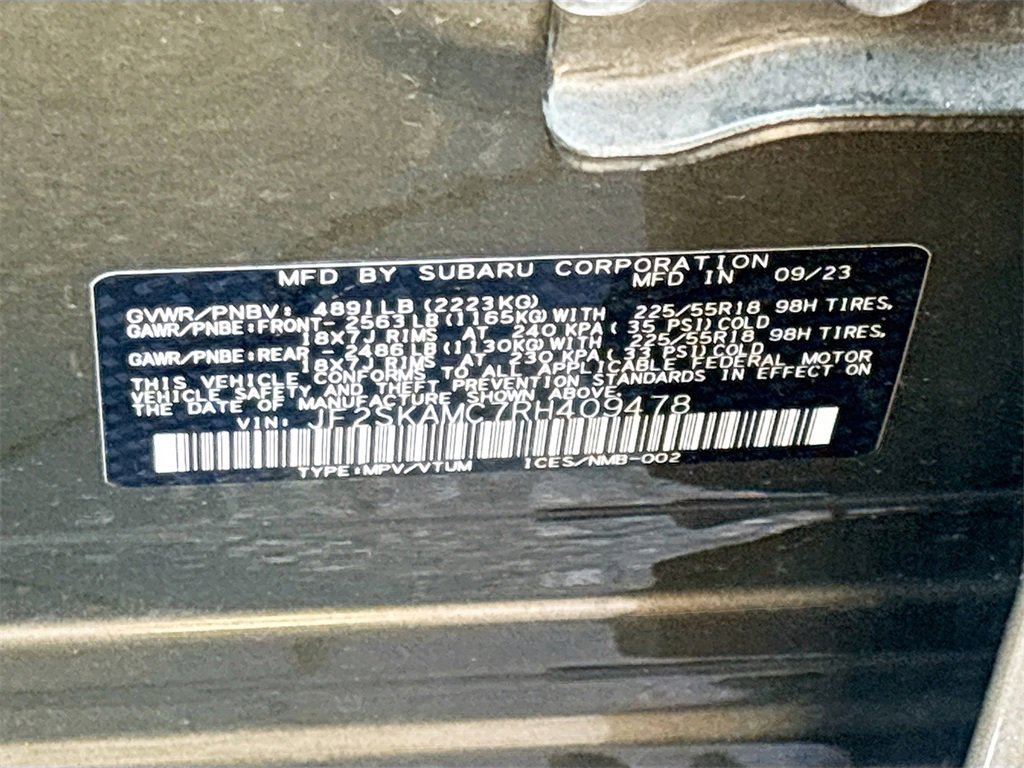 MFD BY SUBARU CORPORATION
MFD IN 09/23
GVWR/PNBV: 4891LB (2223KG)
GAWR/PNBE:FRONT- 2563LB(1165KG)WITH 225/55R18 98H TIRES,
18X7J RIMS AT 240 KPA( 35 PSI)COLD
GAWR/PNBE:REAR - 2486LB(1130KG)WITH 225/55R18 98H TIRES,
18X7J RIMS AT 230 KPA(33 PSI)COLD
THIS VEHICLE CONFORMS TO ALL APPLICABLE FEDERAL MOTOR
VEHICLE SAFETY AND THEFT PREVENTION STANDARDS IN EFFECT ON
THE DATE OF MANUFACTURE SHOWN ABOVE.
VIN: JF2SKAMC7RH409478
TYPE:MPV/VTUM ICES/NMB-002